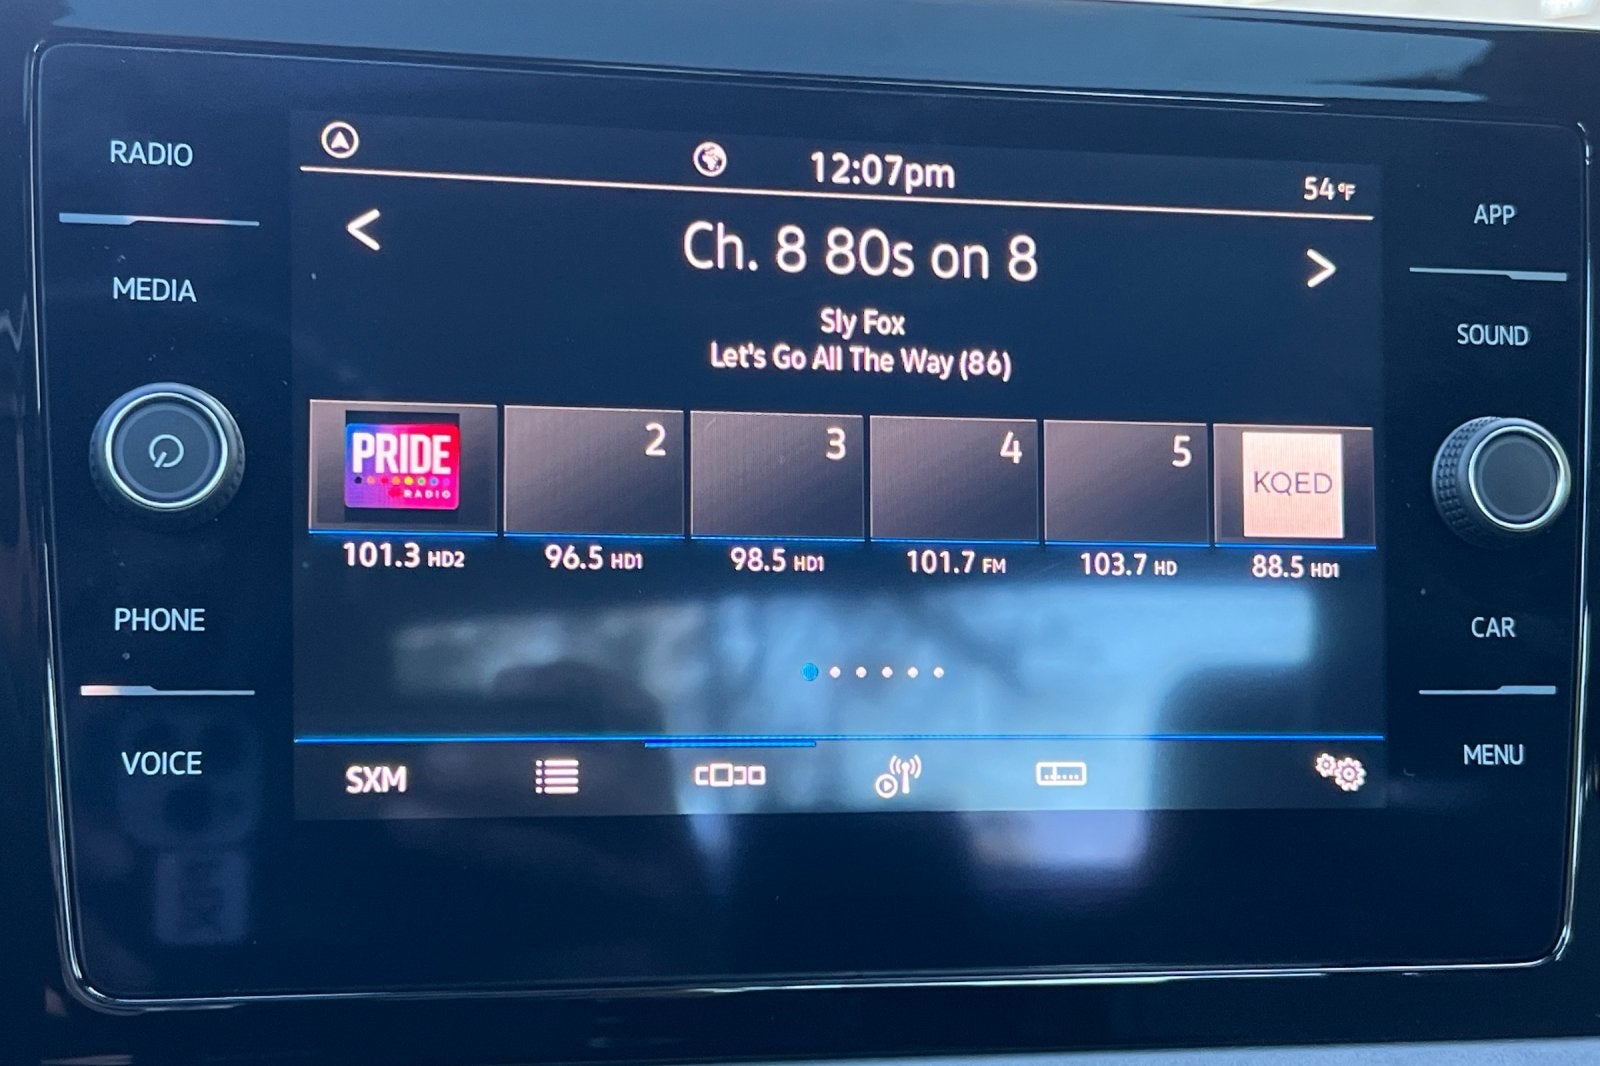 RADIO
MEDIA
PHONE
VOICE
12:07pm
54°F
Ch. 8 80s on 8
Sly Fox
Let's Go All The Way (86)
PRIDE
RADIO
2
3
4
5
KQED
101.3 HD2
96.5 HD1
98.5 HD1
101.7 FM
103.7 HD
88.5 HD1
SXM
APP
SOUND
CAR
MENU